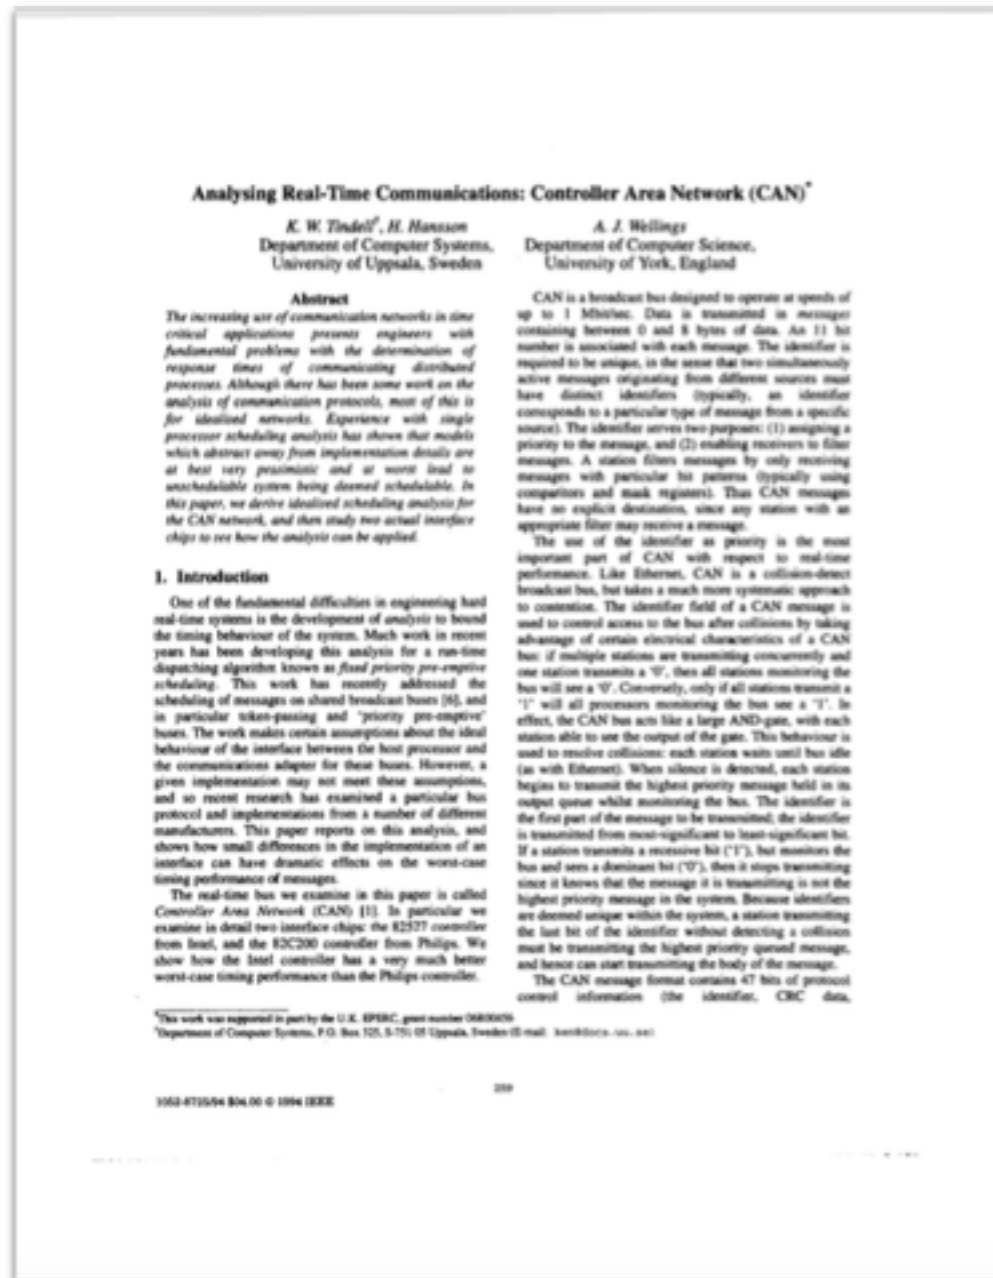 Analysing Real-Time Communications: Controller Area Network (CAN)*
K. W. Tindell†, H. Hansson
Department of Computer Systems,
University of Uppsala, Sweden
A. J. Wellings
Department of Computer Science,
University of York, England
Abstract
The increasing use of communication networks in time
critical applications presents engineers with
fundamental problems with the determination of
response times of communicating distributed
processes. Although there has been some work on the
analysis of communication protocols, most of this is
for idealised networks. Experience with single
processor scheduling analysis has shown that models
which abstract away from implementation details are
at best very pessimistic and at worst lead to
unschedulable system being deemed schedulable. In
this paper, we derive idealised scheduling analysis for
the CAN network, and then study two actual interface
chips to see how the analysis can be applied.
1. Introduction
One of the fundamental difficulties in engineering hard
real-time systems is the development of analysis to bound
the timing behaviour of the system. Much work in recent
years has been developing this analysis for a run-time
dispatching algorithm known as fixed priority pre-emptive
scheduling. This work has recently addressed the
scheduling of messages on shared broadcast buses [6], and
in particular token-passing and 'priority pre-emptive'
buses. The work makes certain assumptions about the ideal
behaviour of the interface between the host processor and
the communications adapter for these buses. However, a
given implementation may not meet these assumptions,
and so recent research has examined a particular bus
protocol and implementations from a number of different
manufacturers. This paper reports on this analysis, and
shows how small differences in the implementation of an
interface can have dramatic effects on the worst-case
timing performance of messages.
The real-time bus we examine in this paper is called
Controller Area Network (CAN) [1]. In particular we
examine in detail two interface chips: the 82527 controller
from Intel, and the 82C200 controller from Philips. We
show how the Intel controller has a very much better
worst-case timing performance than the Philips controller.
CAN is a broadcast bus designed to operate at speeds of
up to 1 Mbit/sec. Data is transmitted in messages
containing between 0 and 8 bytes of data. An 11 bit
number is associated with each message. The identifier is
required to be unique, in the sense that two simultaneously
active messages originating from different sources must
have distinct identifiers (typically, an identifier
corresponds to a particular type of message from a specific
source). The identifier serves two purposes: (1) assigning a
priority to the message, and (2) enabling receivers to filter
messages. A station filters messages by only receiving
messages with particular bit patterns (typically using
comparitors and mask registers). Thus CAN messages
have no explicit destination, since any station with an
appropriate filter may receive a message.
The use of the identifier as priority is the most
important part of CAN with respect to real-time
performance. Like Ethernet, CAN is a collision-detect
broadcast bus, but takes a much more systematic approach
to contention. The identifier field of a CAN message is
used to control access to the bus after collisions by taking
advantage of certain electrical characteristics of a CAN
bus: if multiple stations are transmitting concurrently and
one station transmits a '0', then all stations monitoring the
bus will see a '0'. Conversely, only if all stations transmit a
'1' will all processors monitoring the bus see a '1'. In
effect, the CAN bus acts like a large AND-gate, with each
station able to see the output of the gate. This behaviour is
used to resolve collisions: each station waits until bus idle
(as with Ethernet). When silence is detected, each station
begins to transmit the highest priority message held in its
output queue whilst monitoring the bus. The identifier is
the first part of the message to be transmitted; the identifier
is transmitted from most-significant to least-significant bit.
If a station transmits a recessive bit ('1'), but monitors the
bus and sees a dominant bit ('0'), then it stops transmitting
since it knows that the message it is transmitting is not the
highest priority message in the system. Because identifiers
are deemed unique within the system, a station transmitting
the last bit of the identifier without detecting a collision
must be transmitting the highest priority queued message,
and hence can start transmitting the body of the message.
The CAN message format contains 47 bits of protocol
control information (the identifier, CRC data,
*This work was supported in part by the U.K. EPSRC, grant number
†Department of Computer Systems, P.O. Box 325, S-751 05 Uppsala, Sweden (E-mail: ken@docs.uu.se)
259
1052-8725/94 $04.00 © 1994 IEEE